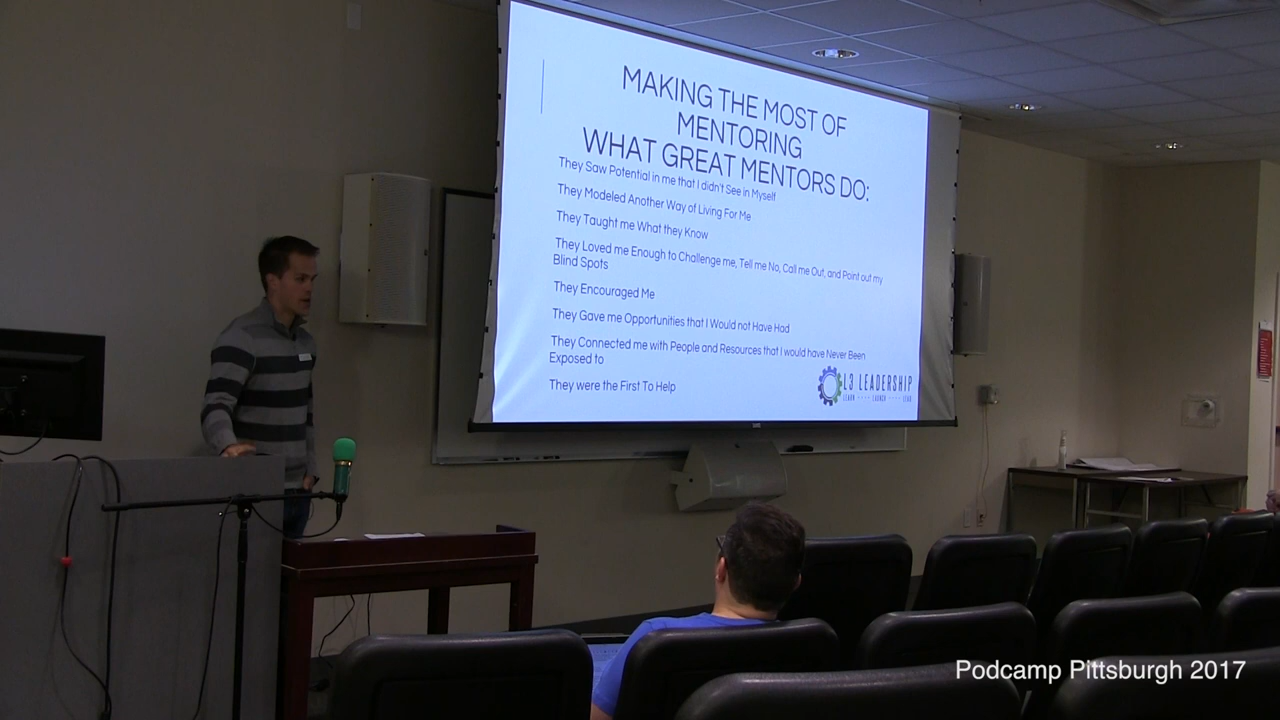 MAKING THE MOST OF
MENTORING
WHAT GREAT MENTORS DO:
They Saw Potential in me that I didn't See in Myself
They Modeled Another Way of Living For Me
They Taught me What they Know
They Loved me Enough to Challenge me, Tell me No, Call me Out, and Point out my
Blind Spots
They Encouraged Me
They Gave me Opportunities that I Would not Have Had
They Connected me with People and Resources that I would have Never Been
Exposed to
They were the First To Help
L3 LEADERSHIP
LEARN ---- LAUNCH ---- LEAD
Podcamp Pittsburgh 2017